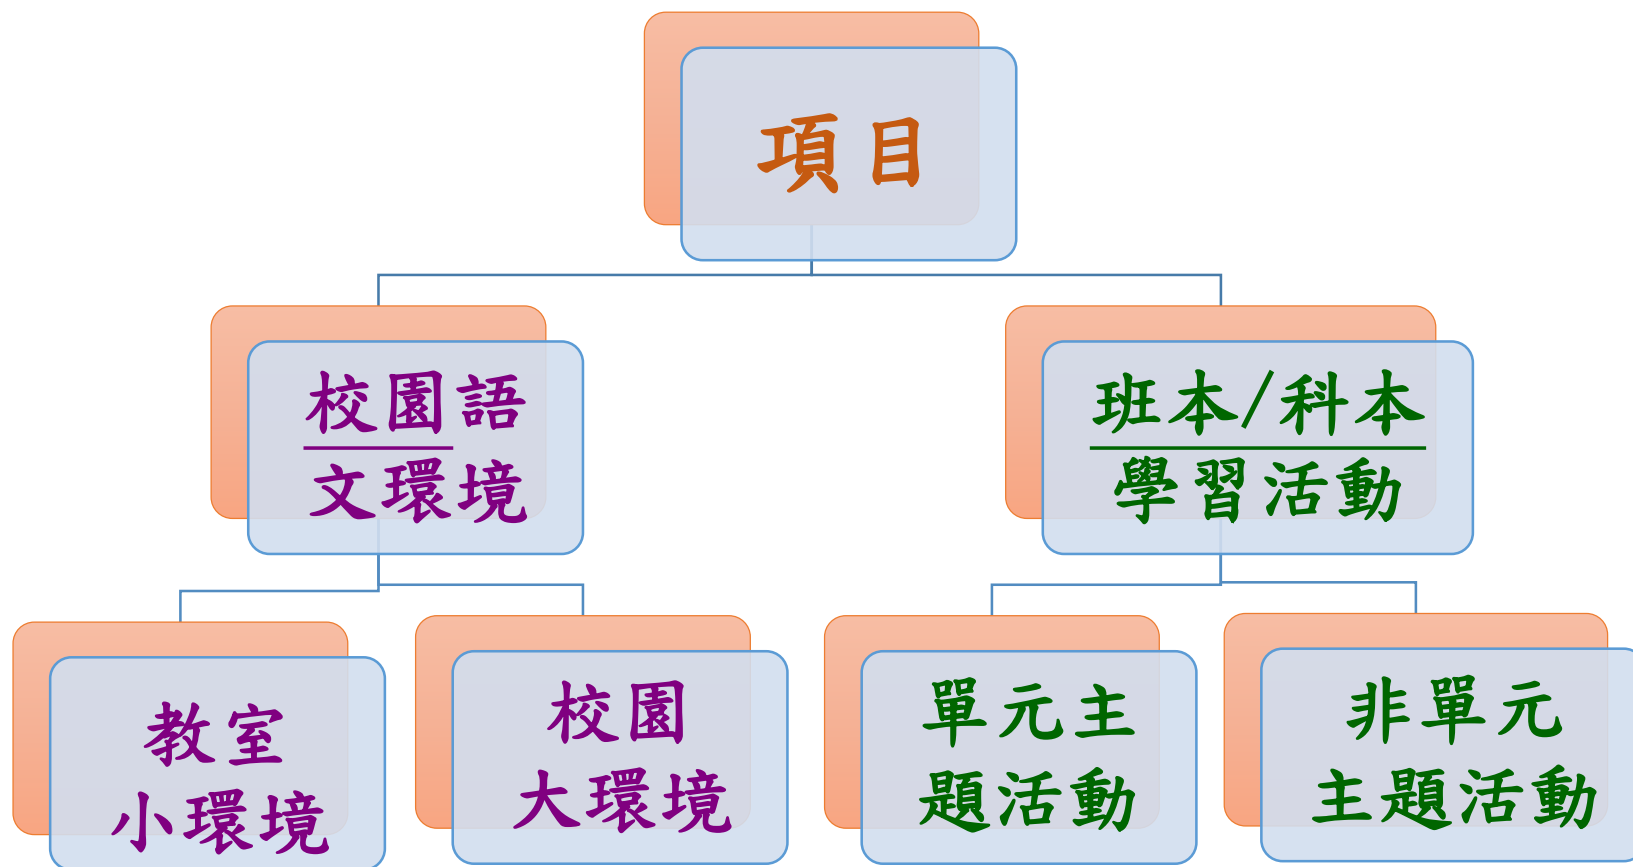 項目
校園語
文環境
班本/科本
學習活動
教室
小環境
校園
大環境
單元主
題活動
非單元
主題活動